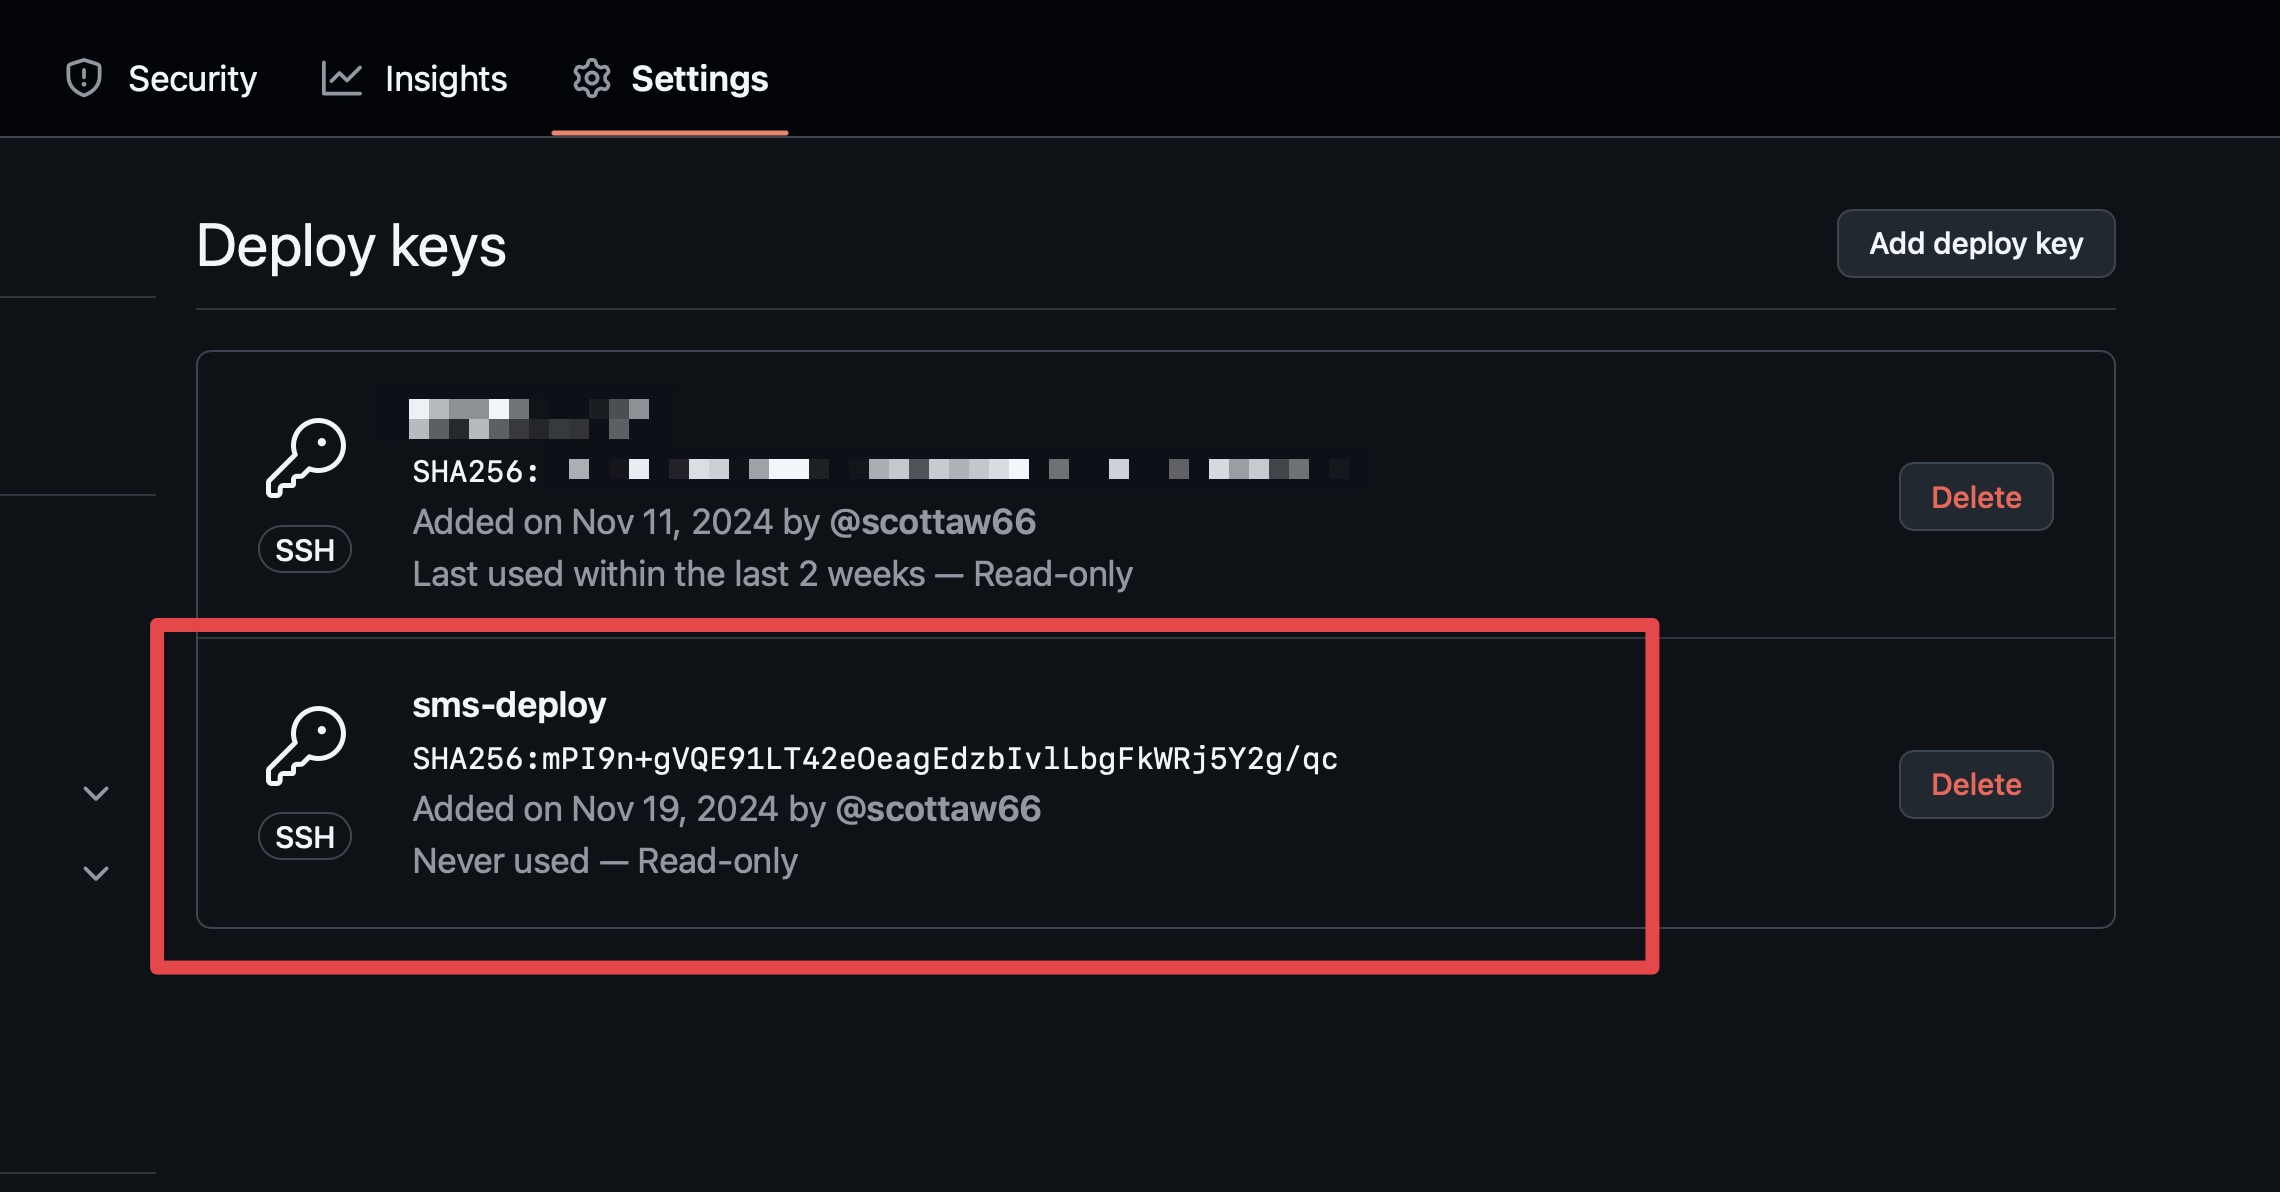 Security
Insights
Settings
Deploy keys
Add deploy key
SHA256:
Added on Nov 11, 2024 by @scottaw66
Last used within the last 2 weeks — Read-only
SSH
Delete
sms-deploy
SHA256:mPI9n+gVQE91LT42eOeagEdzbIvlLbgFkWRj5Y2g/qc
Added on Nov 19, 2024 by @scottaw66
Never used — Read-only
SSH
Delete